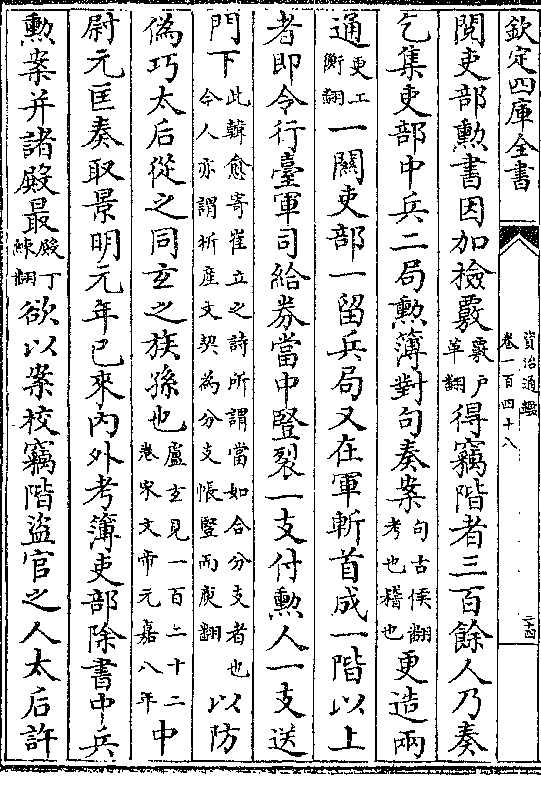 欽定四庫全書
資治通鑑
卷一百四十八
閱吏部勲書因加檢覈覈户革翻得竊階者三百餘人乃奏
乞集吏部中兵二局勲簿對句奏案句古侯翻考也稽也更造兩
通更工衡翻一關吏部一留兵局又在軍斬首成一階以上
者即令行臺軍司給券當中豎裂一支付勲人一支送
門下此韓愈寄崔立之詩所謂當如合分支者也今人亦謂析產文契為分支帳豎而庾翻以防
偽巧太后從之同玄之族孫也盧玄見一百二十二卷宋文帝元嘉八年中
尉元匡奏取景明元年已來内外考簿吏部除書中兵
勲案并諸殿最殿丁練翻欲以案校竊階盜官之人太后許